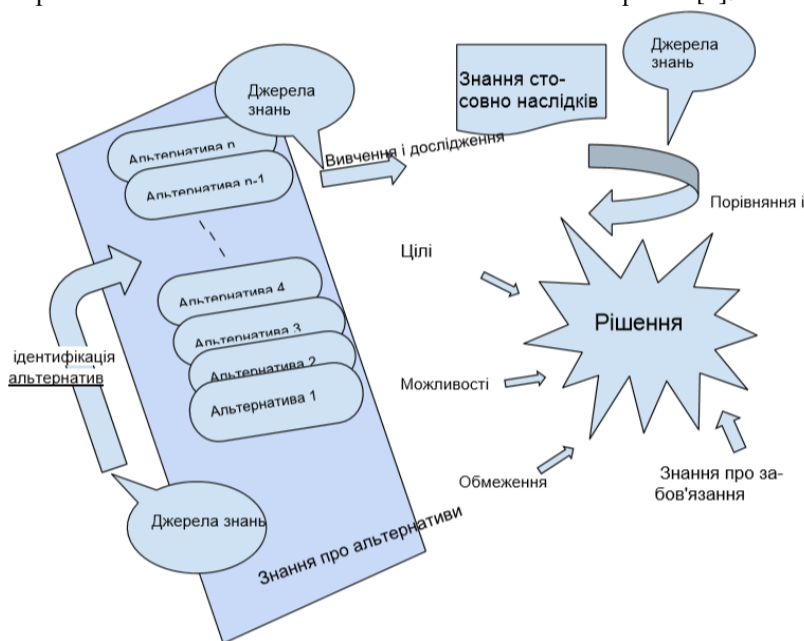 Джерела
знань
Джерела
знань
Знання сто-
совно наслідків
Вивчення і дослідження
Альтернатива n
Альтернатива n-1
Порівняння і
Цілі
Альтернатива 4
Альтернатива 3
Альтернатива 2
Альтернатива 1
Рішення
ідентифікація
альтернатив
Можливості
Обмеження
Знання про за-
бов'язання
Джерела знань
Знання про альтернативи